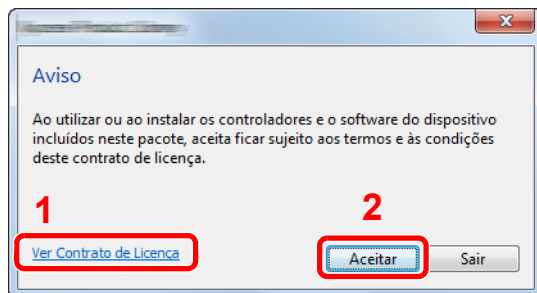 Aviso
Ao utilizar ou ao instalar os controladores e o software do dispositivo
incluídos neste pacote, aceita ficar sujeito aos termos e às condições
deste contrato de licença.
1
2
Ver Contrato de Licença
Aceitar
Sair